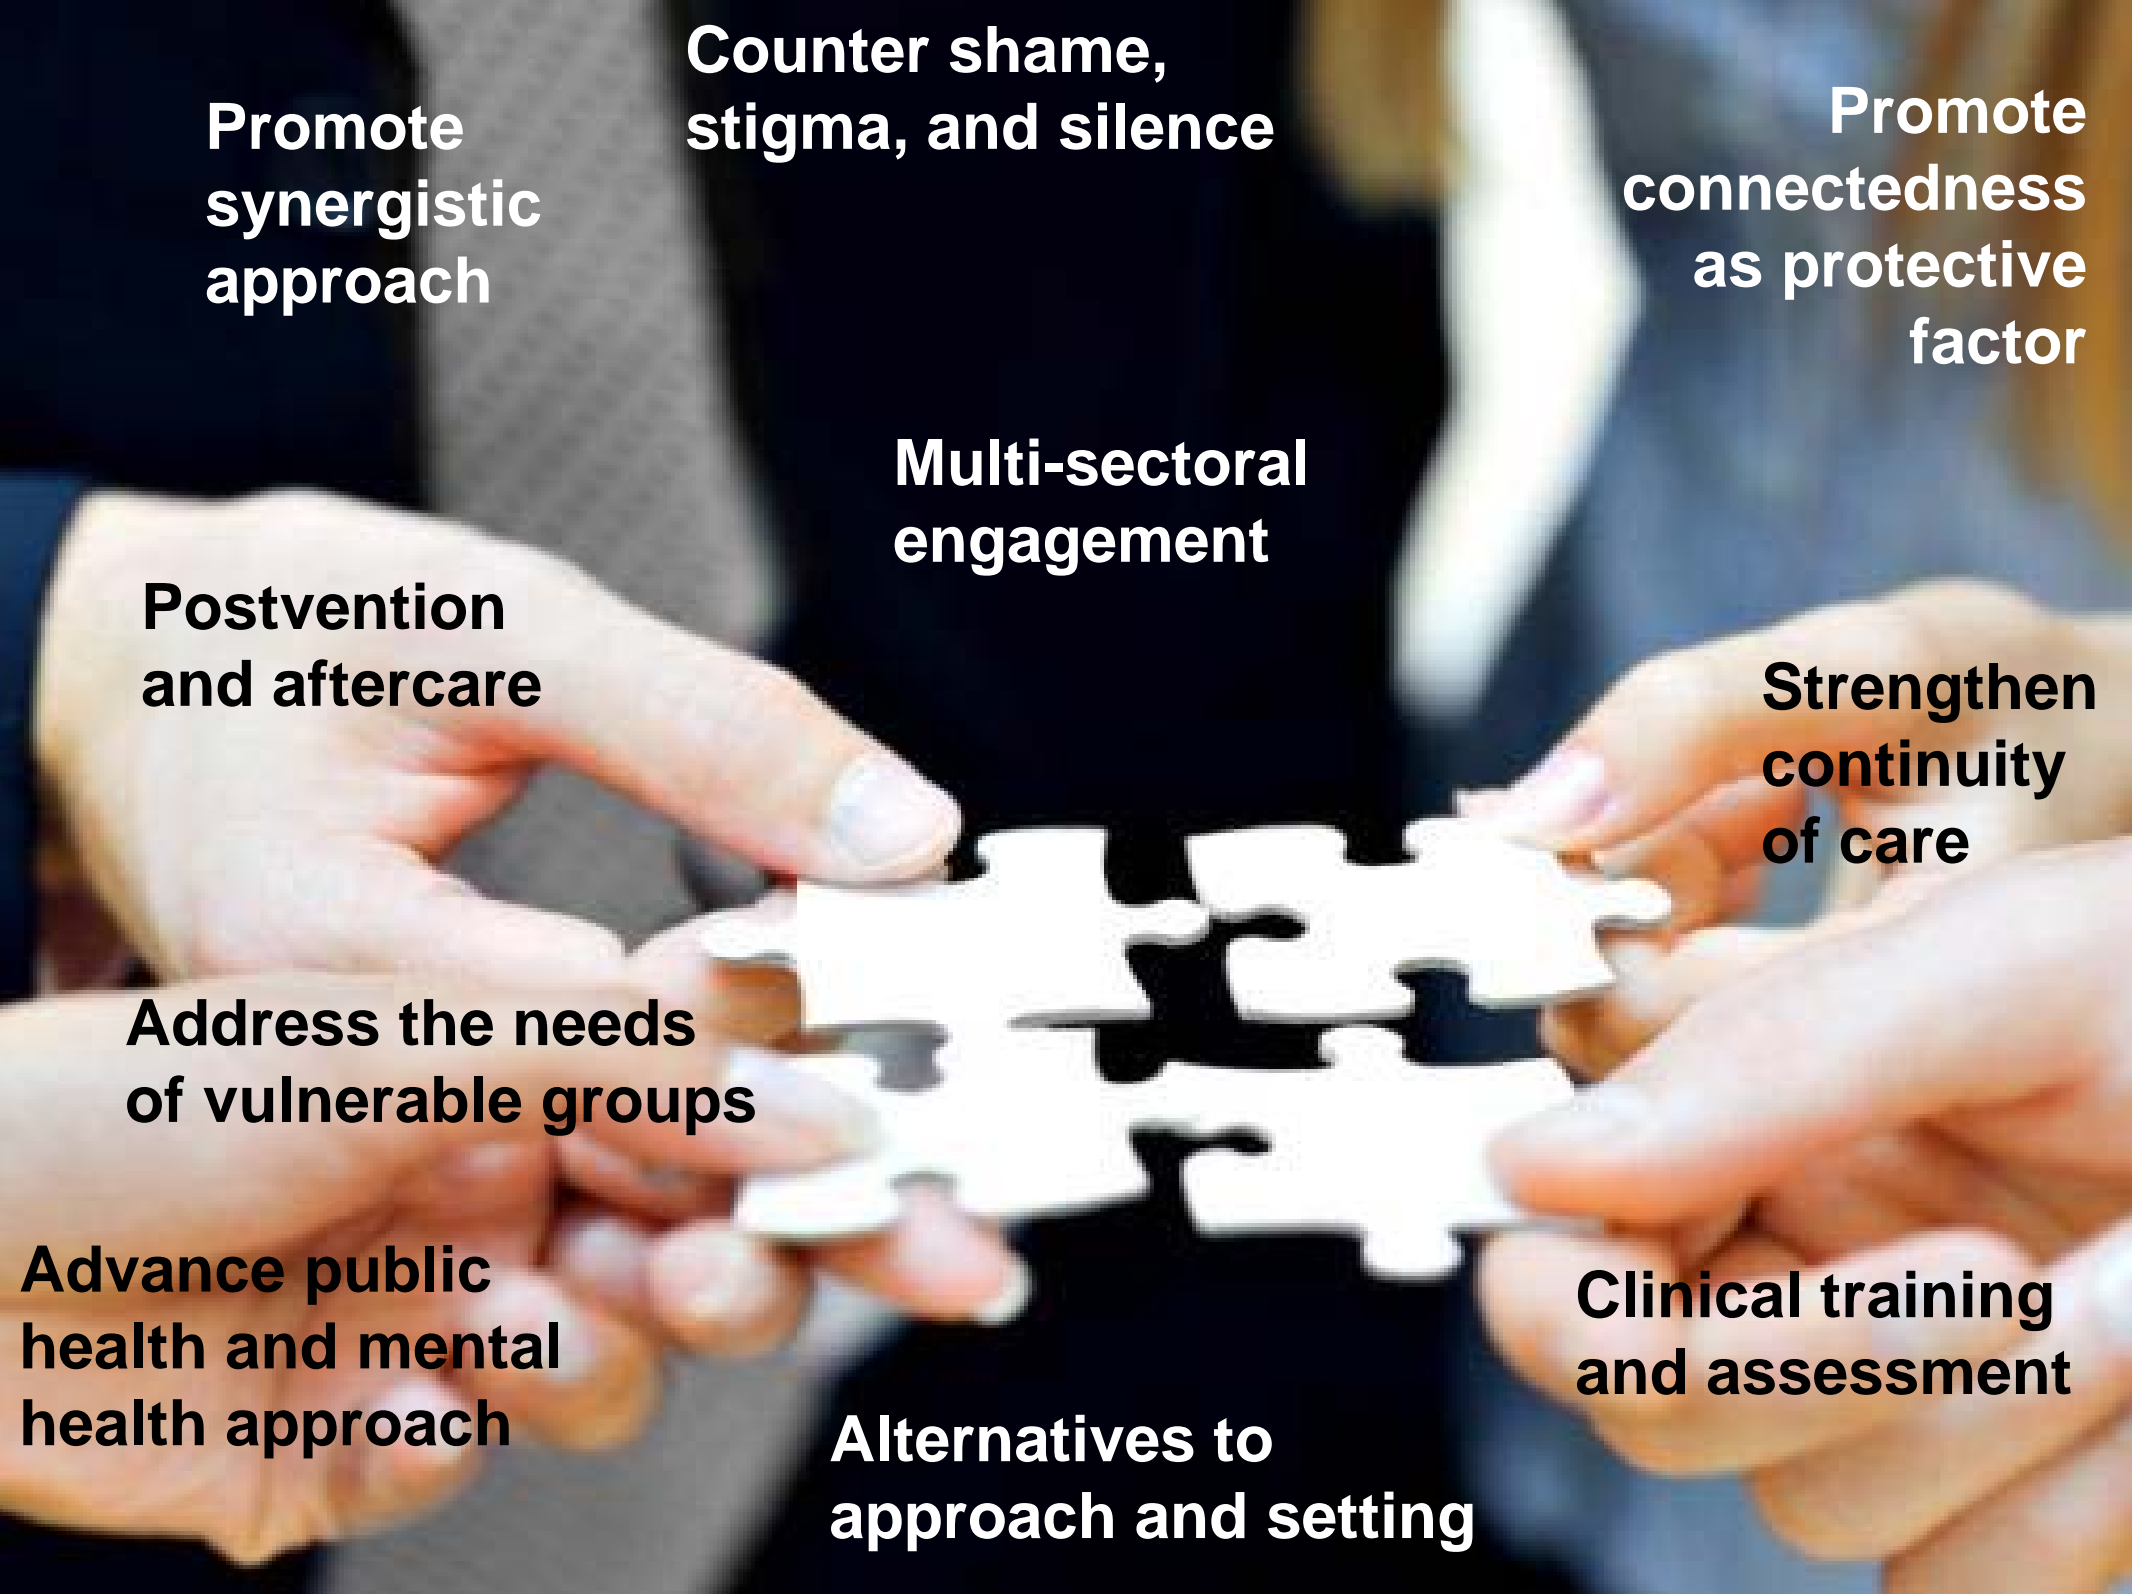 Counter shame,
stigma, and silence
Promote
synergistic
approach
Promote
connectedness
as protective
factor
Multi-sectoral
engagement
Postvention
and aftercare
Strengthen
continuity
of care
Address the needs
of vulnerable groups
Advance public
health and mental
health approach
Clinical training
and assessment
Alternatives to
approach and setting